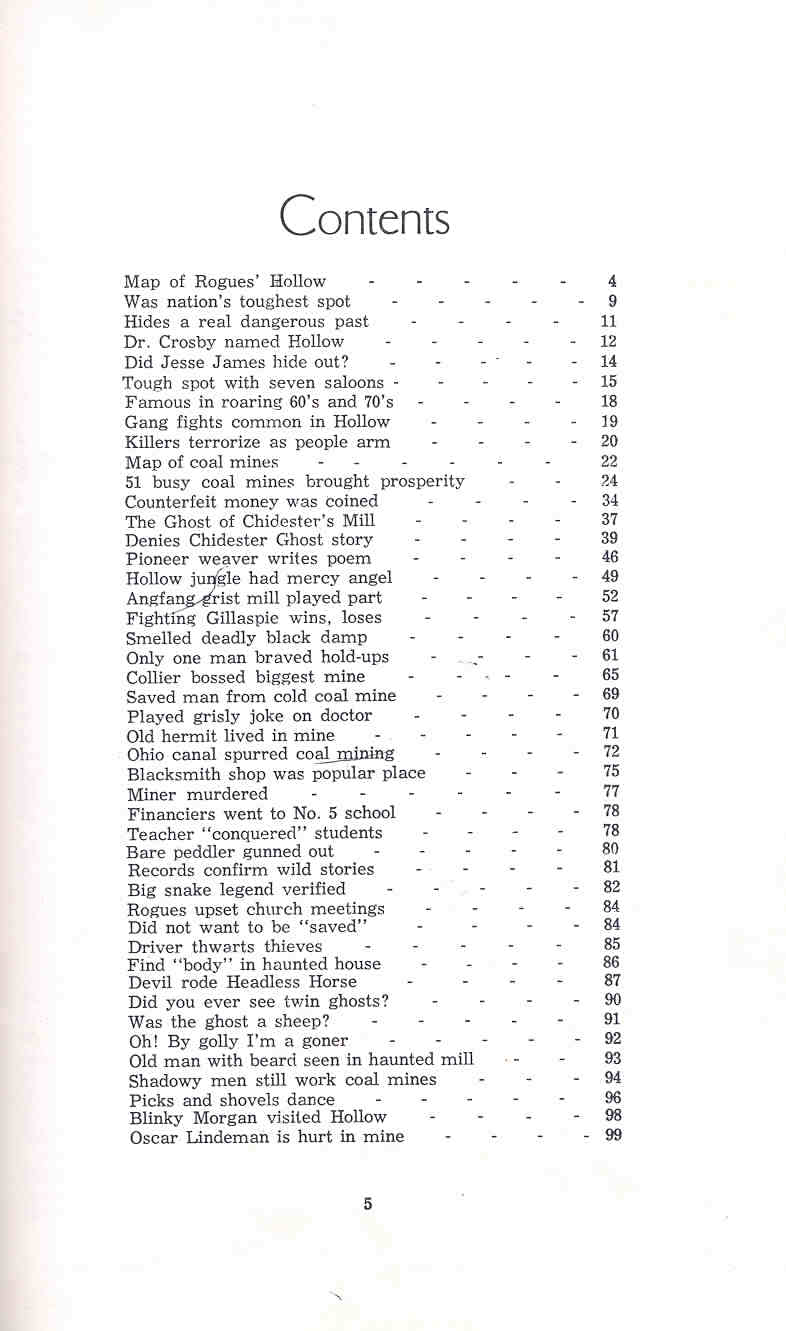 Contents
Map of Rogues' Hollow - - - - - 4
Was nation's toughest spot - - - - - 9
Hides a real dangerous past - - - - 11
Dr. Crosby named Hollow - - - - - 12
Did Jesse James hide out? - - - - - 14
Tough spot with seven saloons - - - - - 15
Famous in roaring 60's and 70's - - - - 18
Gang fights common in Hollow - - - - 19
Killers terrorize as people arm - - - - 20
Map of coal mines - - - - - - 22
51 busy coal mines brought prosperity - - 24
Counterfeit money was coined - - - - 34
The Ghost of Chidester's Mill - - - - 37
Denies Chidester Ghost story - - - - 39
Pioneer weaver writes poem - - - - 46
Hollow jungle had mercy angel - - - - 49
Angfang grist mill played part - - - - 52
Fighting Gillaspie wins, loses - - - - 57
Smelled deadly black damp - - - - 60
Only one man braved hold-ups - - - - 61
Collier bossed biggest mine - - - - 65
Saved man from cold coal mine - - - - 69
Played grisly joke on doctor - - - - 70
Old hermit lived in mine - - - - - 71
Ohio canal spurred coal mining - - - - 72
Blacksmith shop was popular place - - - 75
Miner murdered - - - - - - 77
Financiers went to No. 5 school - - - - 78
Teacher "conquered" students - - - - 78
Bare peddler gunned out - - - - - 80
Records confirm wild stories - - - - 81
Big snake legend verified - - - - - 82
Rogues upset church meetings - - - - 84
Did not want to be "saved" - - - - 84
Driver thwarts thieves - - - - - 85
Find "body" in haunted house - - - - 86
Devil rode Headless Horse - - - - 87
Did you ever see twin ghosts? - - - - 90
Was the ghost a sheep? - - - - - 91
Oh! By golly I'm a goner - - - - - 92
Old man with beard seen in haunted mill - - 93
Shadowy men still work coal mines - - - 94
Picks and shovels dance - - - - - 96
Blinky Morgan visited Hollow - - - - 98
Oscar Lindeman is hurt in mine - - - - 99
5